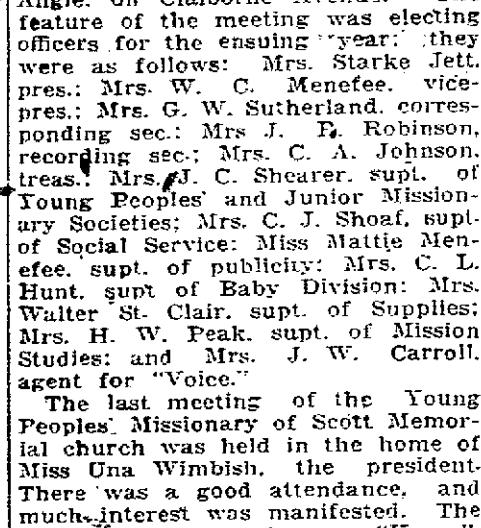 Angle, on Claiborne Avenue. The
feature of the meeting was electing
officers for the ensuing year; they
were as follows: Mrs. Starke Jett,
pres.; Mrs. W. C. Menefee, vice-
pres.; Mrs. G. W. Sutherland, corres-
ponding sec.; Mrs J. R. Robinson,
recording sec.; Mrs. C. A. Johnson,
treas.; Mrs. J. C. Shearer, supt. of
Young Peoples' and Junior Mission-
ary Societies; Mrs. C. J. Shoaf, supt.
of Social Service; Miss Mattie Men-
efee, supt. of publicity; Mrs. C. L.
Hunt, supt of Baby Division; Mrs.
Walter St. Clair, supt. of Supplies;
Mrs. H. W. Peak, supt. of Mission
Studies; and Mrs. J. W. Carroll,
agent for "Voice."
The last meeting of the Young
Peoples' Missionary of Scott Memor-
ial church was held in the home of
Miss Una Wimbish, the president.
There was a good attendance, and
much interest was manifested. The